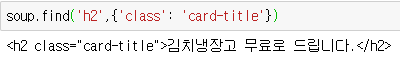 soup.find('h2',{'class': 'card-title'})
<h2 class="card-title">김치냉장고 무료로 드립니다.</h2>